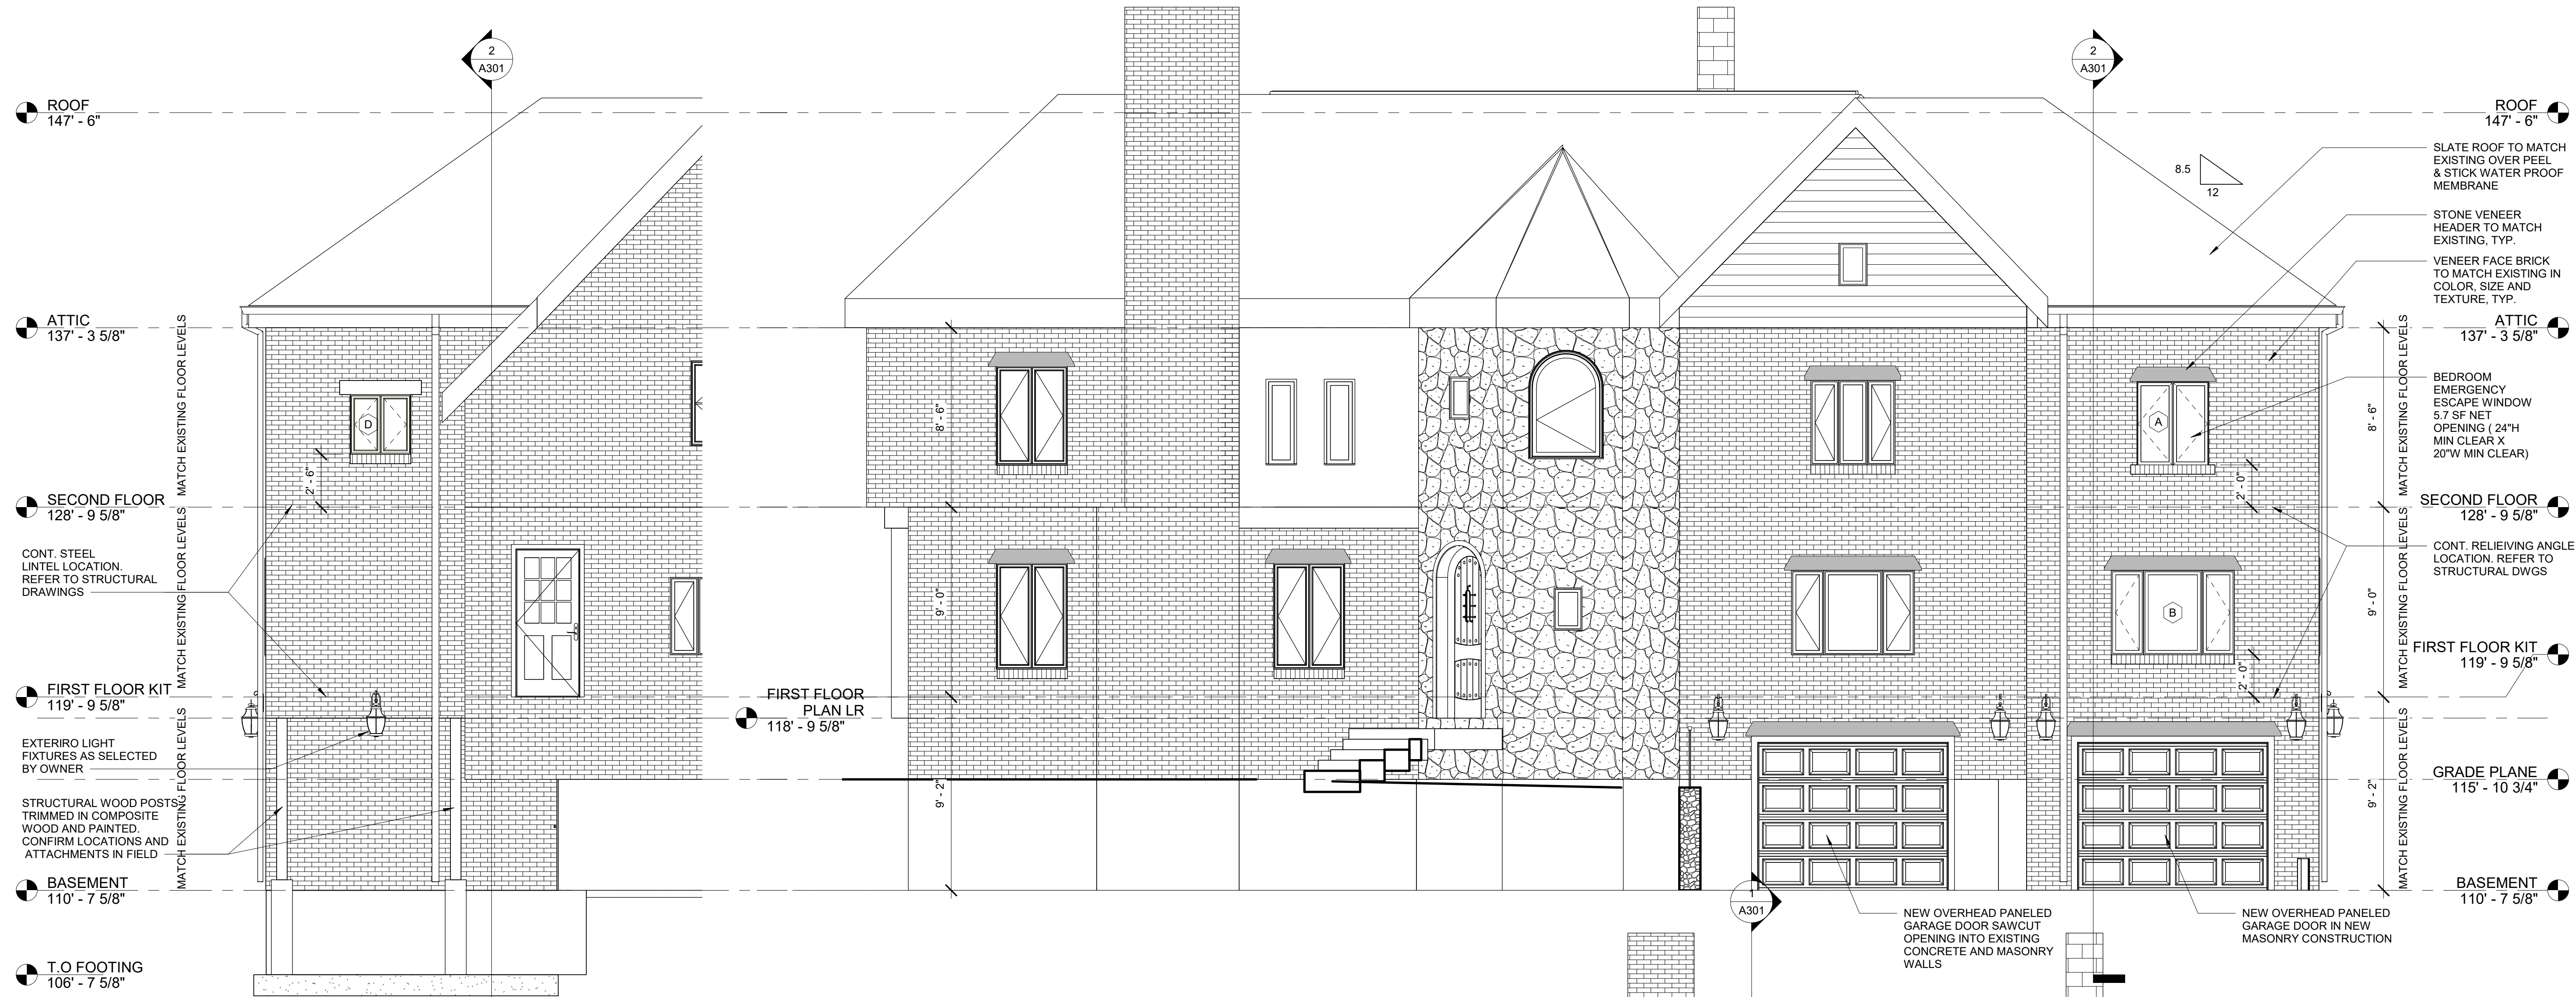 2
A301
2
A301
ROOF
147' - 6"
ATTIC
137' - 3 5/8"
SECOND FLOOR
128' - 9 5/8"
CONT. STEEL
LINTEL LOCATION.
REFER TO STRUCTURAL
DRAWINGS
FIRST FLOOR KIT
119' - 9 5/8"
EXTERIRO LIGHT
FIXTURES AS SELECTED
BY OWNER
STRUCTURAL WOOD POSTS
TRIMMED IN COMPOSITE
WOOD AND PAINTED.
CONFIRM LOCATIONS AND
ATTACHMENTS IN FIELD
BASEMENT
110' - 7 5/8"
T.O FOOTING
106' - 7 5/8"
MATCH EXISTING FLOOR LEVELS
MATCH EXISTING FLOOR LEVELS
MATCH EXISTING FLOOR LEVELS
D
2' - 6"
FIRST FLOOR
PLAN LR
118' - 9 5/8"
8' - 6"
9' - 0"
9' - 2"
1
A301
NEW OVERHEAD PANELED
GARAGE DOOR SAWCUT
OPENING INTO EXISTING
CONCRETE AND MASONRY
WALLS
NEW OVERHEAD PANELED
GARAGE DOOR IN NEW
MASONRY CONSTRUCTION
A
2' - 0"
B
2' - 0"
8.5
12
8' - 6"
9' - 0"
9' - 2"
MATCH EXISTING FLOOR LEVELS
MATCH EXISTING FLOOR LEVELS
MATCH EXISTING FLOOR LEVELS
ROOF
147' - 6"
SLATE ROOF TO MATCH
EXISTING OVER PEEL
& STICK WATER PROOF
MEMBRANE
STONE VENEER
HEADER TO MATCH
EXISTING, TYP.
VENEER FACE BRICK
TO MATCH EXISTING IN
COLOR, SIZE AND
TEXTURE, TYP.
ATTIC
137' - 3 5/8"
BEDROOM
EMERGENCY
ESCAPE WINDOW
5.7 SF NET
OPENING ( 24"H
MIN CLEAR X
20"W MIN CLEAR)
SECOND FLOOR
128' - 9 5/8"
CONT. RELIEIVING ANGLE
LOCATION. REFER TO
STRUCTURAL DWGS
FIRST FLOOR KIT
119' - 9 5/8"
GRADE PLANE
115' - 10 3/4"
BASEMENT
110' - 7 5/8"